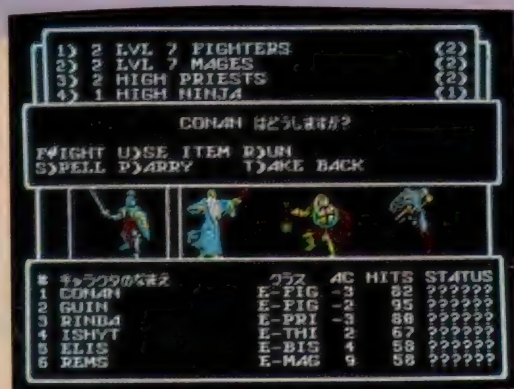 1) 2 LVL 7 FIGHTERS (2)
2) 2 LVL 7 MAGES (2)
3) 2 HIGH PRIESTS (2)
4) 1 HIGH NINJA (1)
CONAN はどうしますか?
F)IGHT U)SE ITEM R)UN
S)PELL P)ARRY T)AKE BACK
# キャラクタのなまえ クラス AC HITS STATUS
1 CONAN E-FIG -3 82 ??????
2 GUIN E-FIG -2 95 ??????
3 RINDA E-PRI -3 80 ??????
4 ISHYT E-THI 2 67 ??????
5 ELIS E-BIS 4 58 ??????
6 REMS E-MAG 9 58 ??????